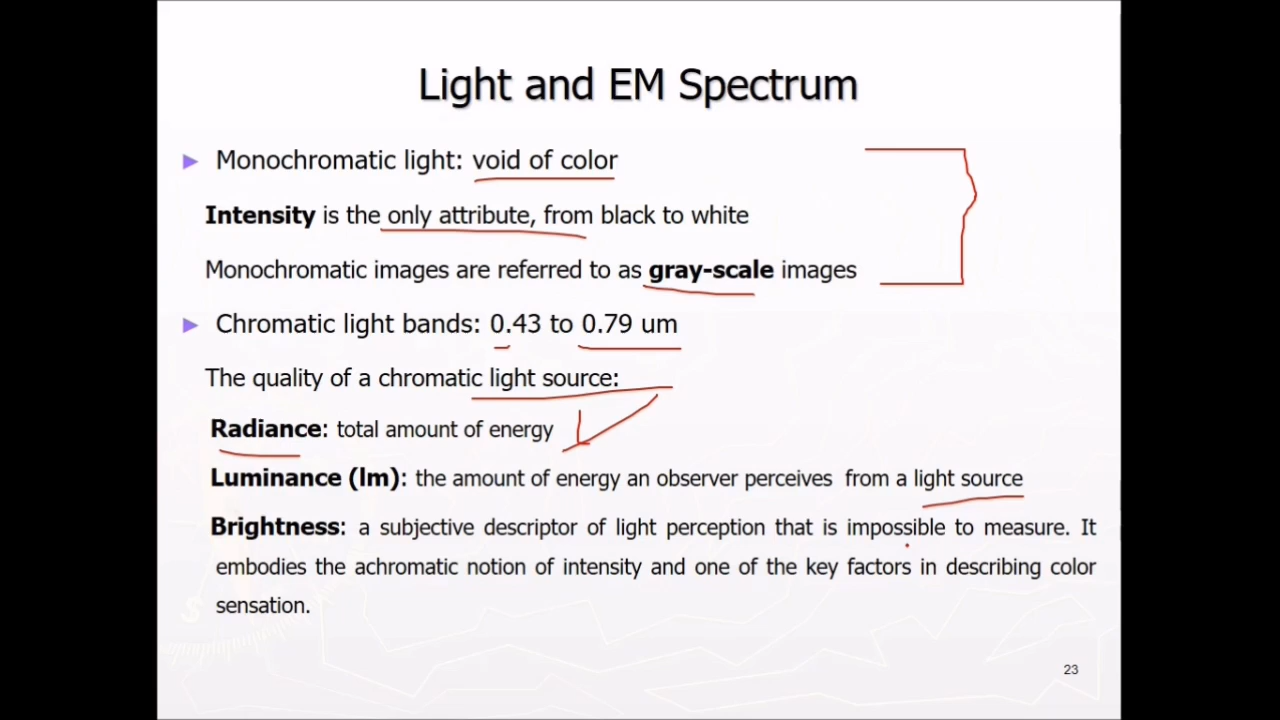 Light and EM Spectrum
► Monochromatic light: void of color
Intensity is the only attribute, from black to white
Monochromatic images are referred to as gray-scale images
► Chromatic light bands: 0.43 to 0.79 um
The quality of a chromatic light source:
Radiance: total amount of energy
Luminance (lm): the amount of energy an observer perceives from a light source
Brightness: a subjective descriptor of light perception that is impossible to measure. It
embodies the achromatic notion of intensity and one of the key factors in describing color
sensation.
23